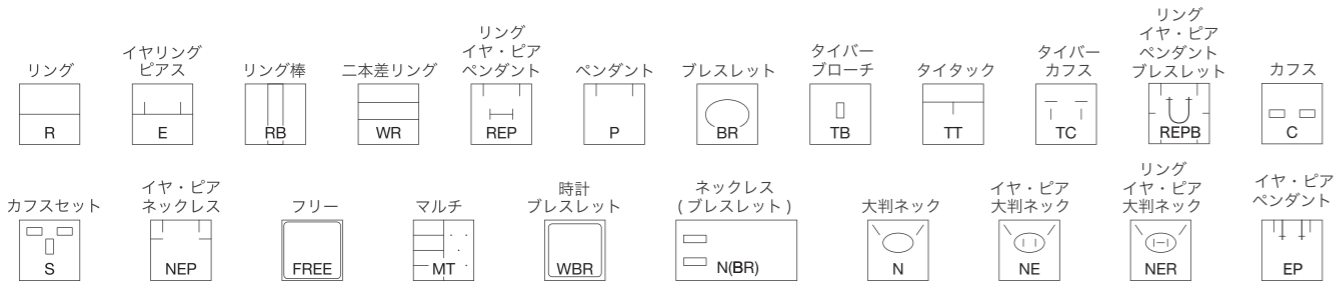 リング
R
イヤリング
ピアス
E
リング棒
RB
二本差リング
WR
リング
イヤ・ピア
ペンダント
REP
ペンダント
P
ブレスレット
BR
タイバー
ブローチ
TB
タイタック
TT
タイバー
カフス
TC
リング
イヤ・ピア
ペンダント
ブレスレット
REPB
カフス
C
カフスセット
S
イヤ・ピア
ネックレス
NEP
フリー
FREE
マルチ
MT
時計
ブレスレット
WBR
ネックレス
(ブレスレット)
N(BR)
大判ネック
N
イヤ・ピア
大判ネック
NE
リング
イヤ・ピア
大判ネック
NER
イヤ・ピア
ペンダント
EP